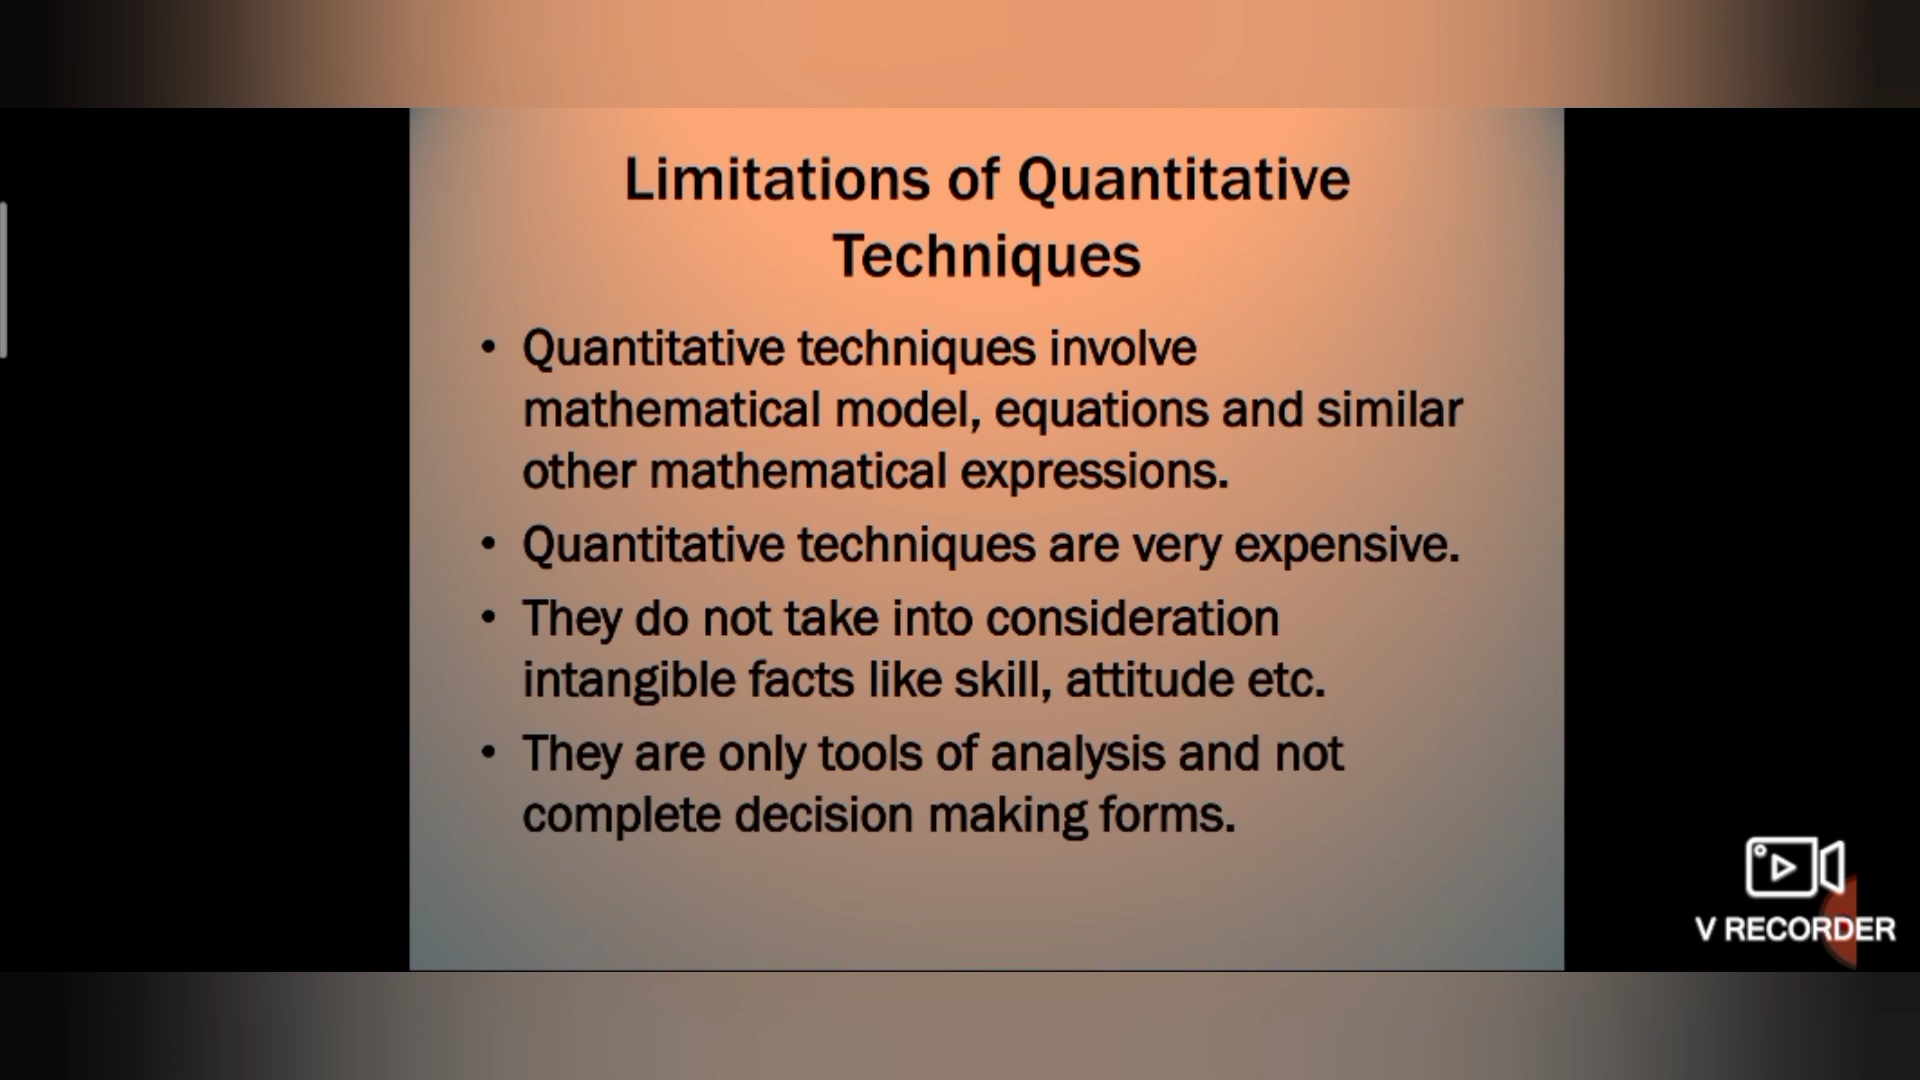 Limitations of Quantitative
Techniques
• Quantitative techniques involve
mathematical model, equations and similar
other mathematical expressions.
• Quantitative techniques are very expensive.
• They do not take into consideration
intangible facts like skill, attitude etc.
• They are only tools of analysis and not
complete decision making forms.
V RECORDER